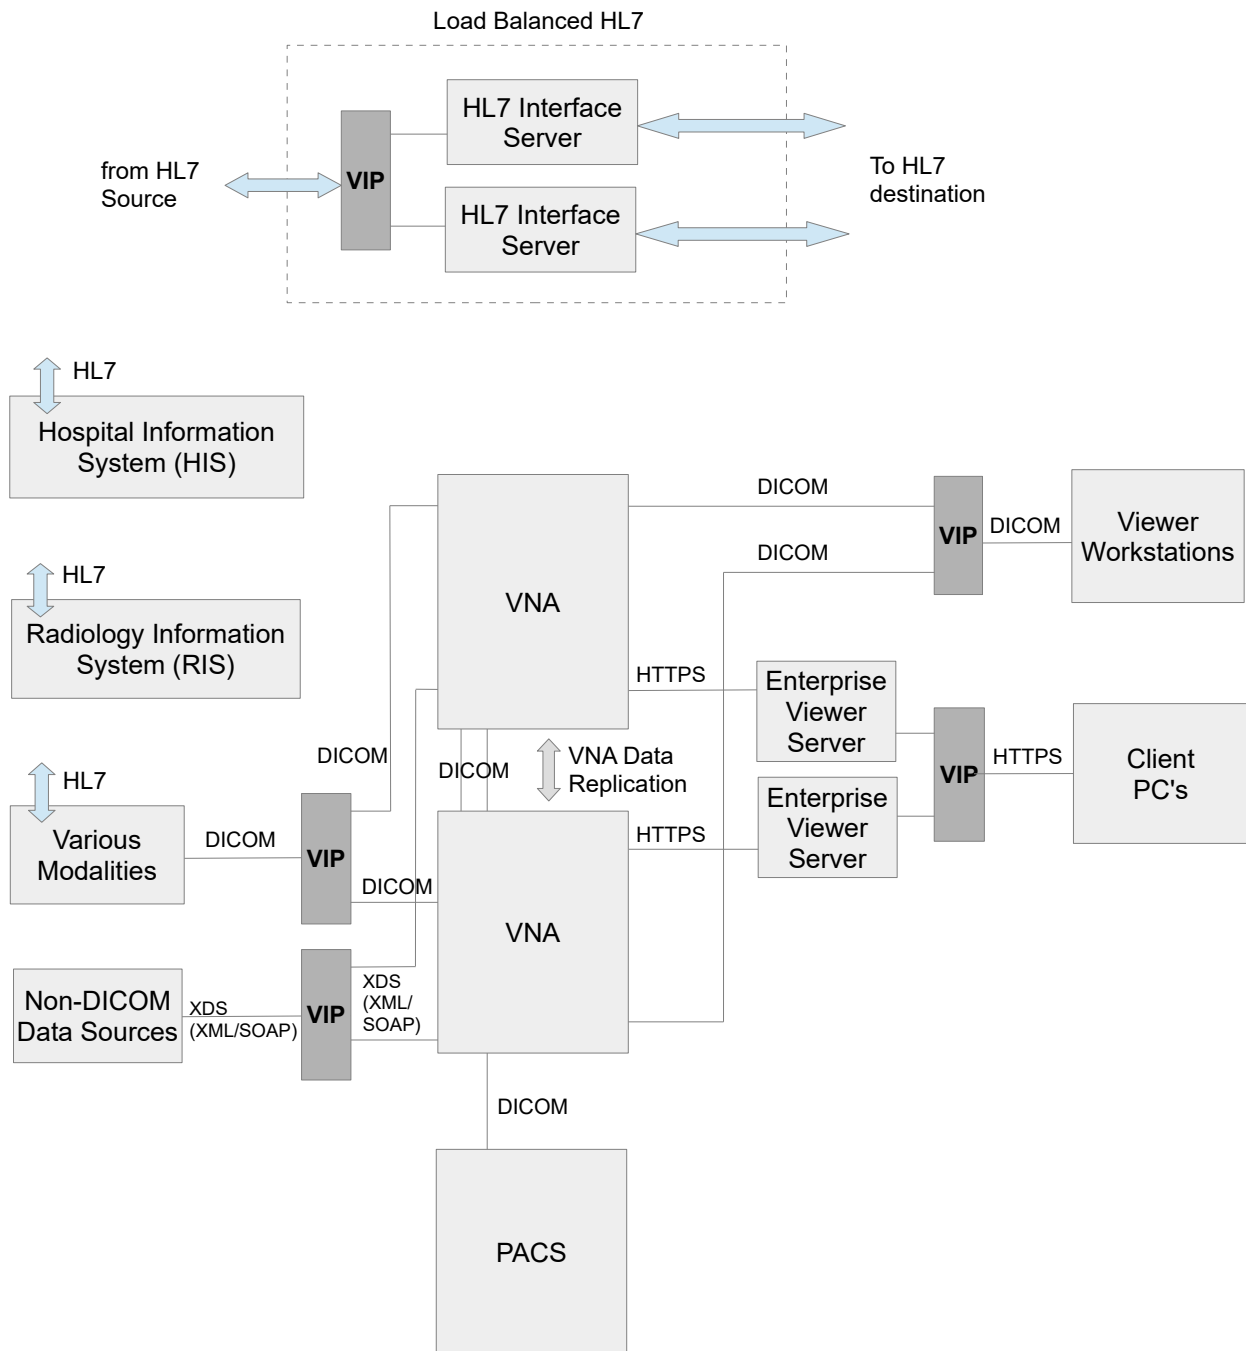 Load Balanced HL7
HL7 Interface
Server
from HL7
Source
VIP
To HL7
destination
HL7 Interface
Server
HL7
Hospital Information
System (HIS)
HL7
Radiology Information
System (RIS)
HL7
Various
Modalities
DICOM
VIP
DICOM
DICOM
Non-DICOM
Data Sources
XDS
(XML/SOAP)
VIP
XDS
(XML/
SOAP)
VNA
DICOM
VNA Data
Replication
VNA
DICOM
PACS
DICOM
DICOM
VIP
DICOM
Viewer
Workstations
HTTPS
Enterprise
Viewer
Server
HTTPS
Enterprise
Viewer
Server
VIP
HTTPS
Client
PC's